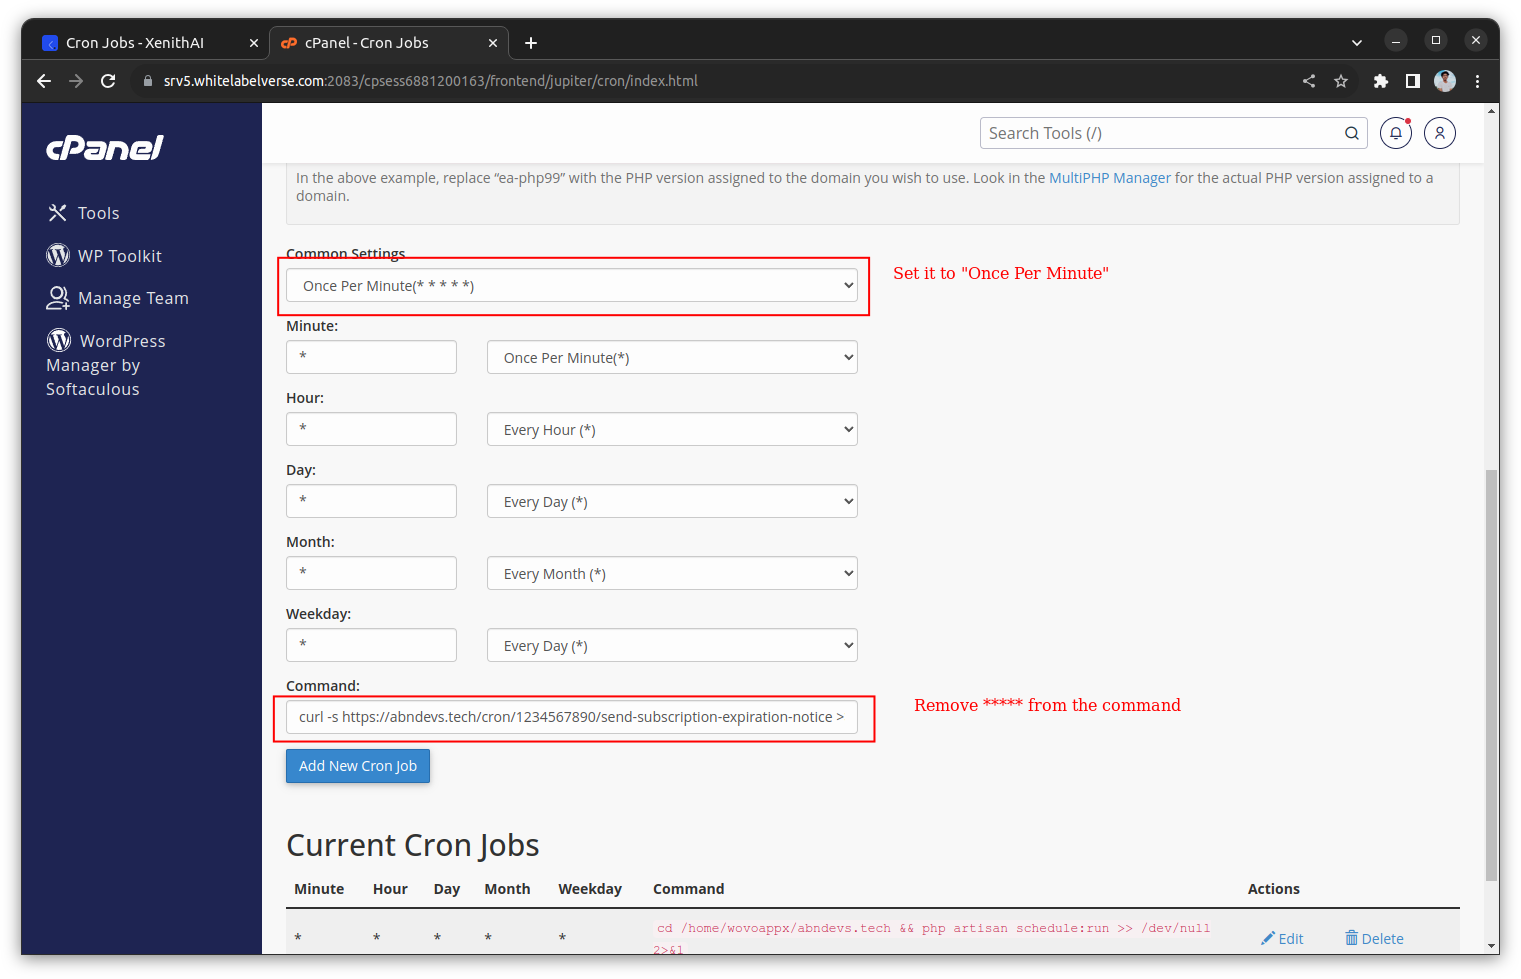 Cron Jobs - XenithAI
cPanel - Cron Jobs
srv5.whitelabelverse.com:2083/cpsess6881200163/frontend/jupiter/cron/index.html
cPanel
Search Tools (/)
Tools
WP Toolkit
Manage Team
WordPress
Manager by
Softaculous
In the above example, replace “ea-php99” with the PHP version assigned to the domain you wish to use. Look in the MultiPHP Manager for the actual PHP version assigned to a
domain.
Common Settings
Once Per Minute(* * * * *)
Set it to "Once Per Minute"
Minute:
*
Once Per Minute(*)
Hour:
*
Every Hour (*)
Day:
*
Every Day (*)
Month:
*
Every Month (*)
Weekday:
*
Every Day (*)
Command:
curl -s https://abndevs.tech/cron/1234567890/send-subscription-expiration-notice >
Remove ***** from the command
Add New Cron Job
Current Cron Jobs
Minute Hour Day Month Weekday Command Actions
* * * * * cd /home/wovoappx/abndevs.tech && php artisan schedule:run >> /dev/null
2>&1
Edit Delete